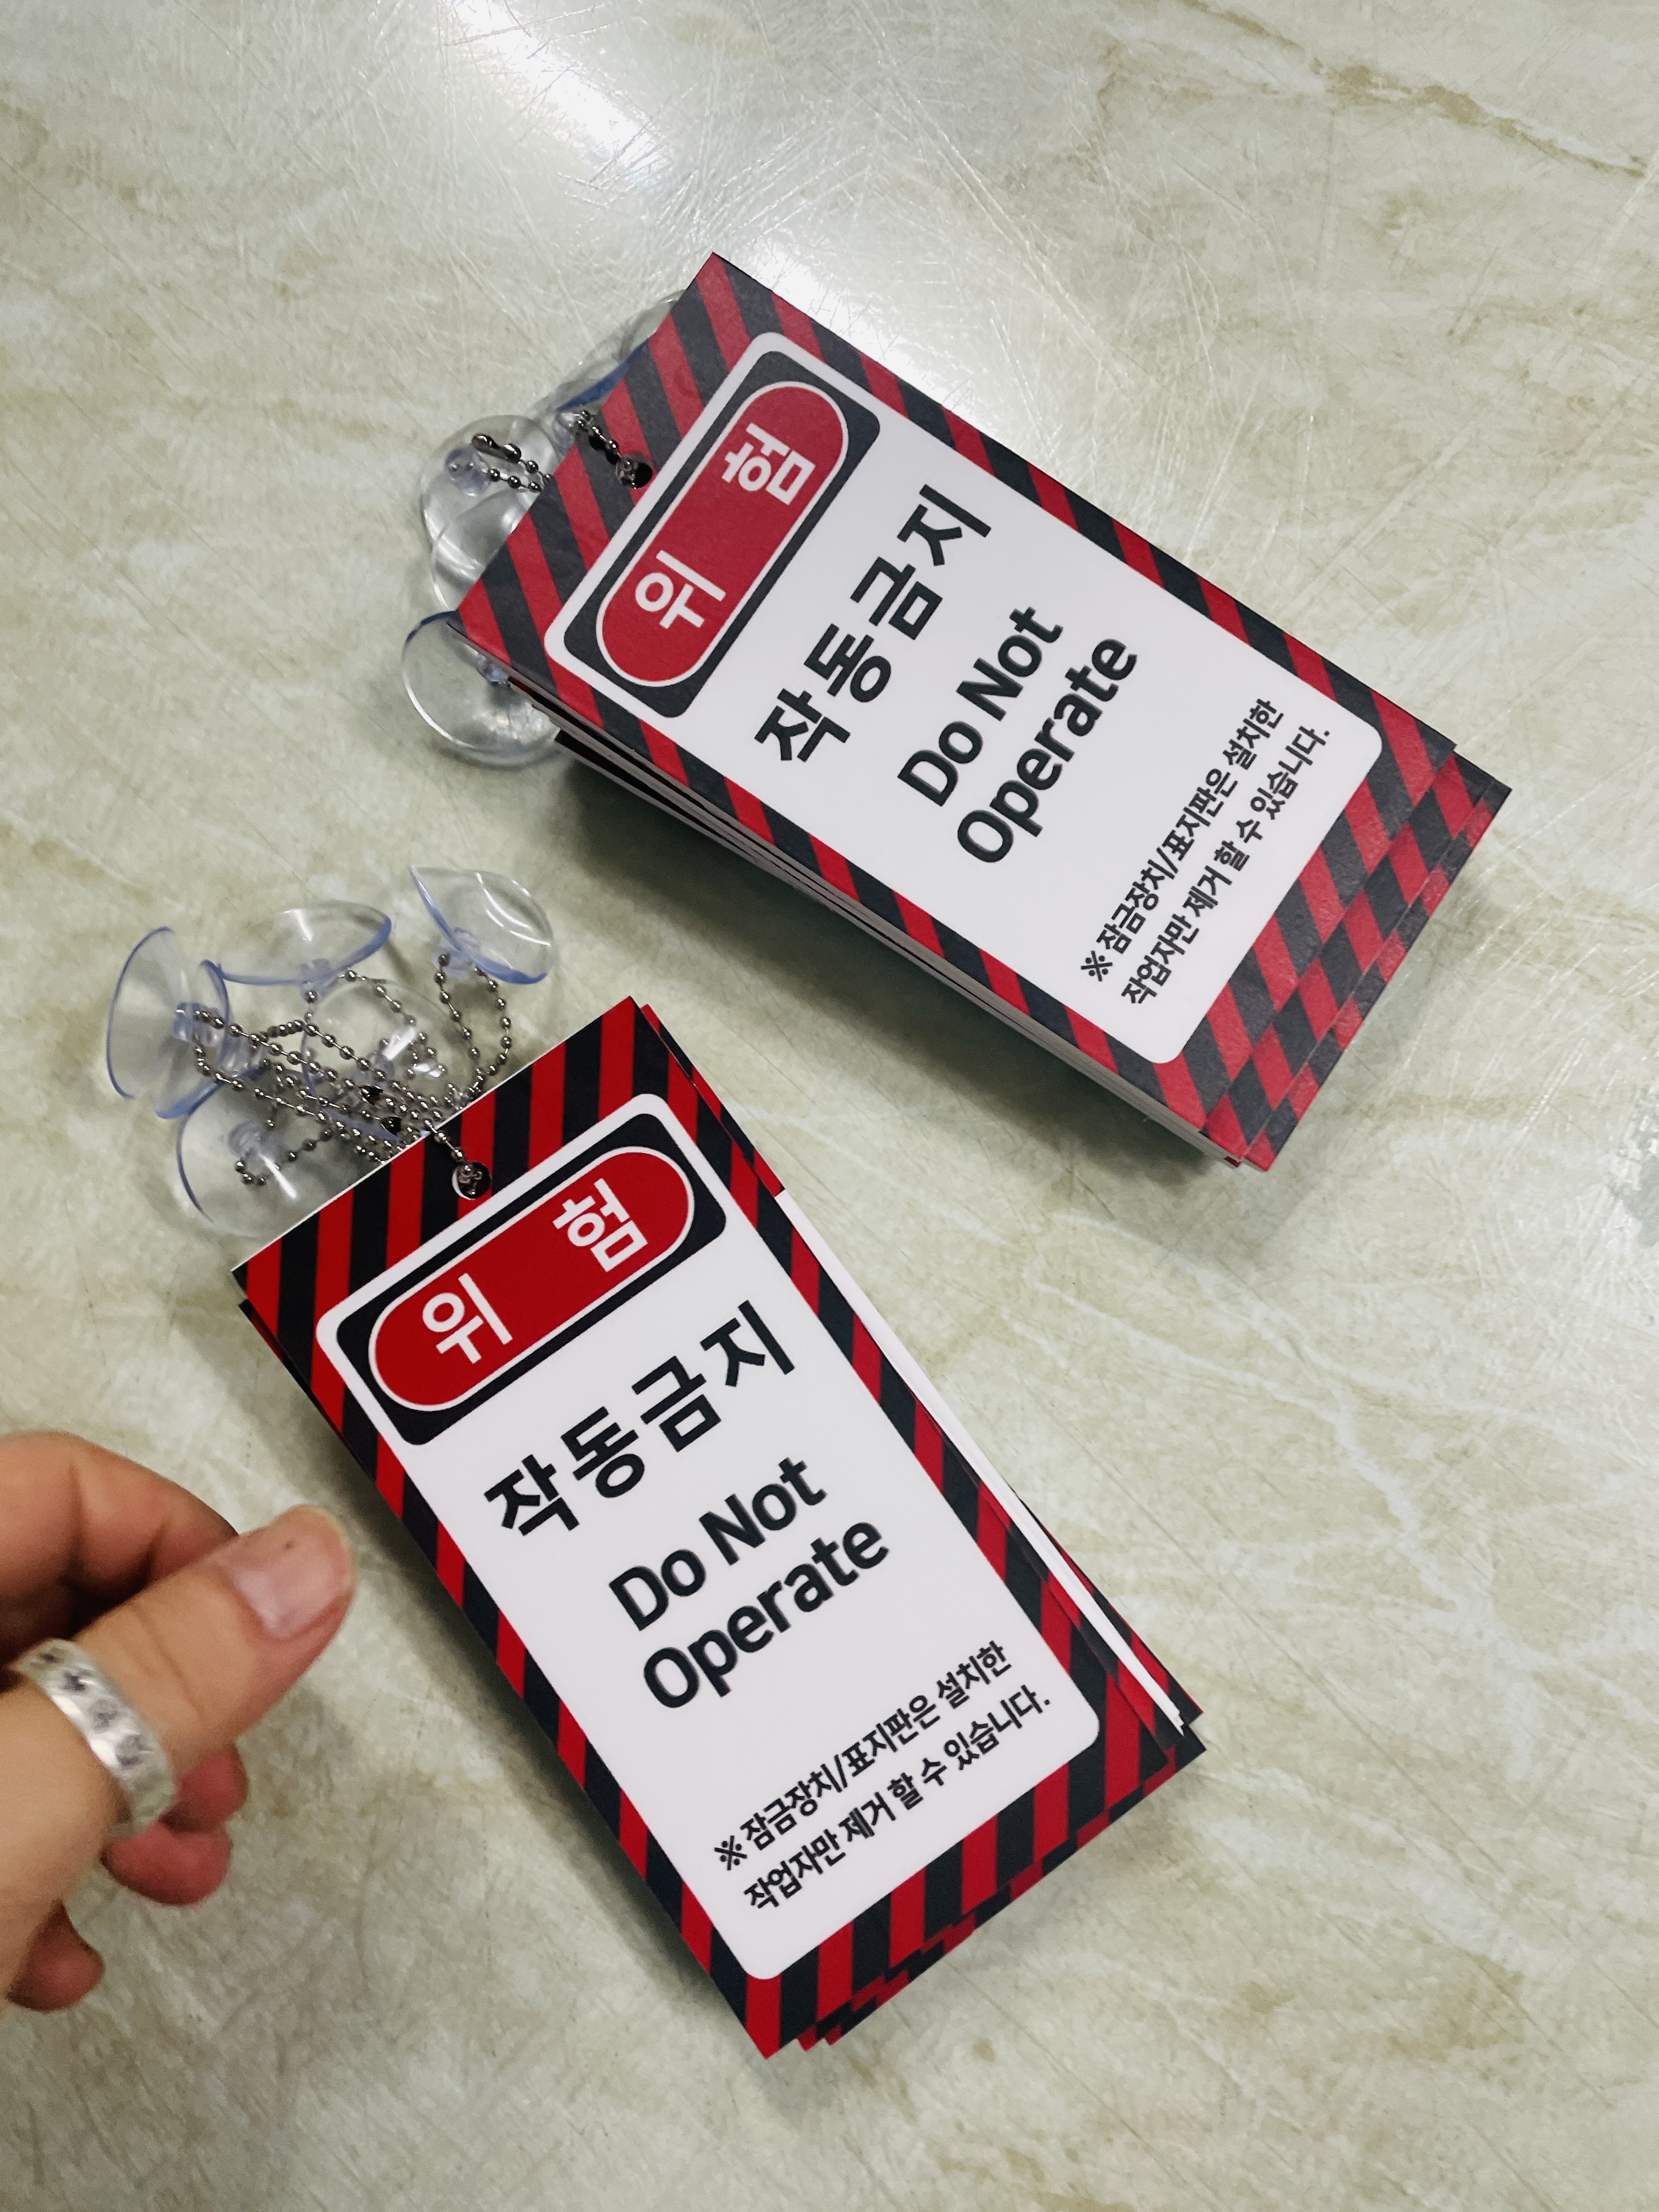 위 험
작동금지
Do Not
Operate
※ 잠금장치/표지판은 설치한
작업자만 제거 할 수 있습니다.
위 험
작동금지
Do Not
Operate
※ 잠금장치/표지판은 설치한
작업자만 제거 할 수 있습니다.